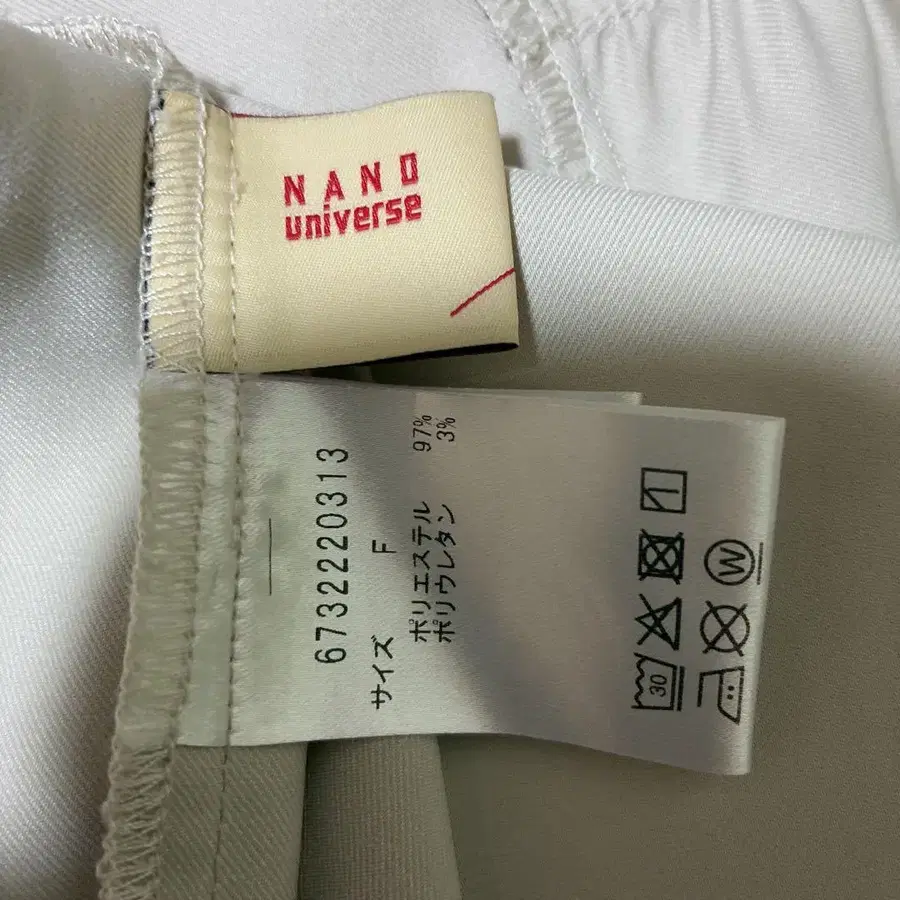 NANO
universe
6732220313
サイズ F
ポリエステル 97%
ポリウレタン 3%
30
W